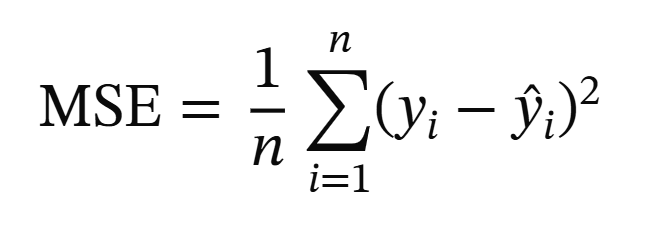 MSE = 1/n ∑_{i=1}^{n} (y_i − ŷ_i)²